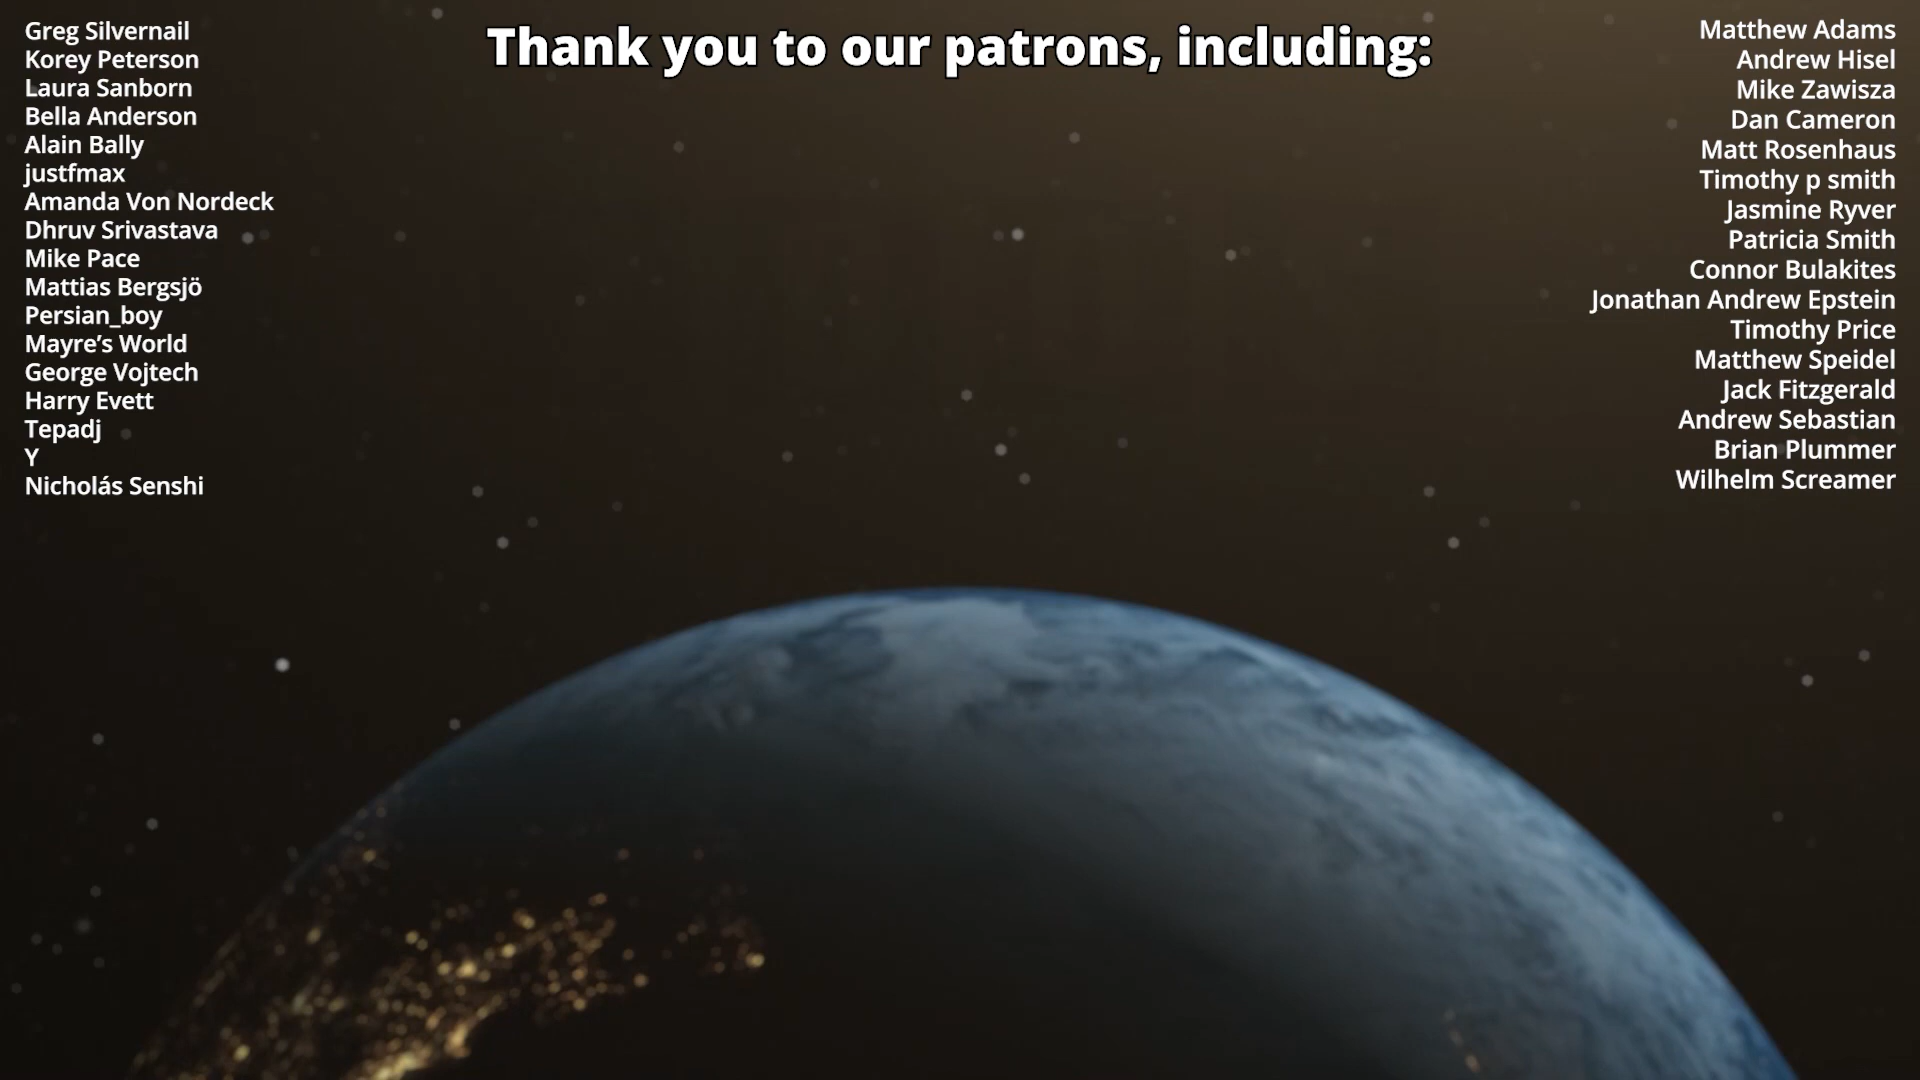 Thank you to our patrons, including:
Greg Silvernail
Korey Peterson
Laura Sanborn
Bella Anderson
Alain Bally
justfmax
Amanda Von Nordeck
Dhruv Srivastava
Mike Pace
Mattias Bergsjö
Persian_boy
Mayre’s World
George Vojtech
Harry Evett
Tepadj
Y
Nicholás Senshi
Matthew Adams
Andrew Hisel
Mike Zawisza
Dan Cameron
Matt Rosenhaus
Timothy p smith
Jasmine Ryver
Patricia Smith
Connor Bulakites
Jonathan Andrew Epstein
Timothy Price
Matthew Speidel
Jack Fitzgerald
Andrew Sebastian
Brian Plummer
Wilhelm Screamer